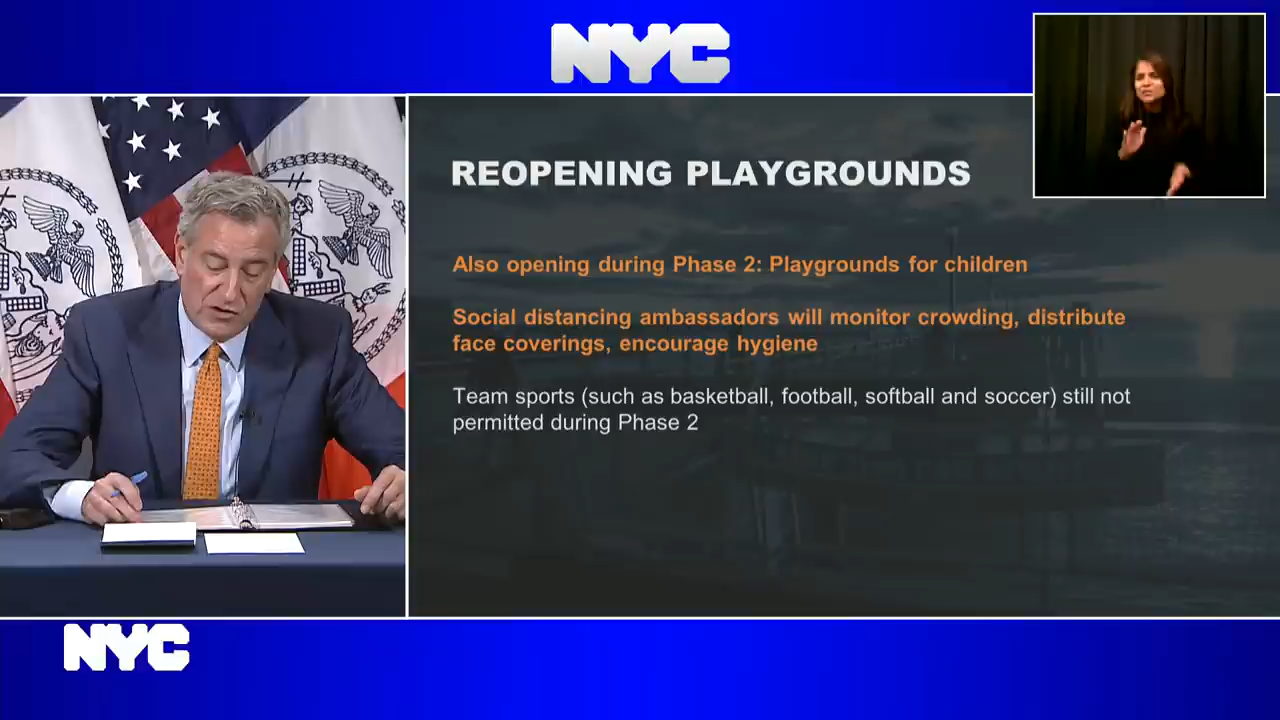 NYC
REOPENING PLAYGROUNDS
Also opening during Phase 2: Playgrounds for children
Social distancing ambassadors will monitor crowding, distribute
face coverings, encourage hygiene
Team sports (such as basketball, football, softball and soccer) still not
permitted during Phase 2
NYC